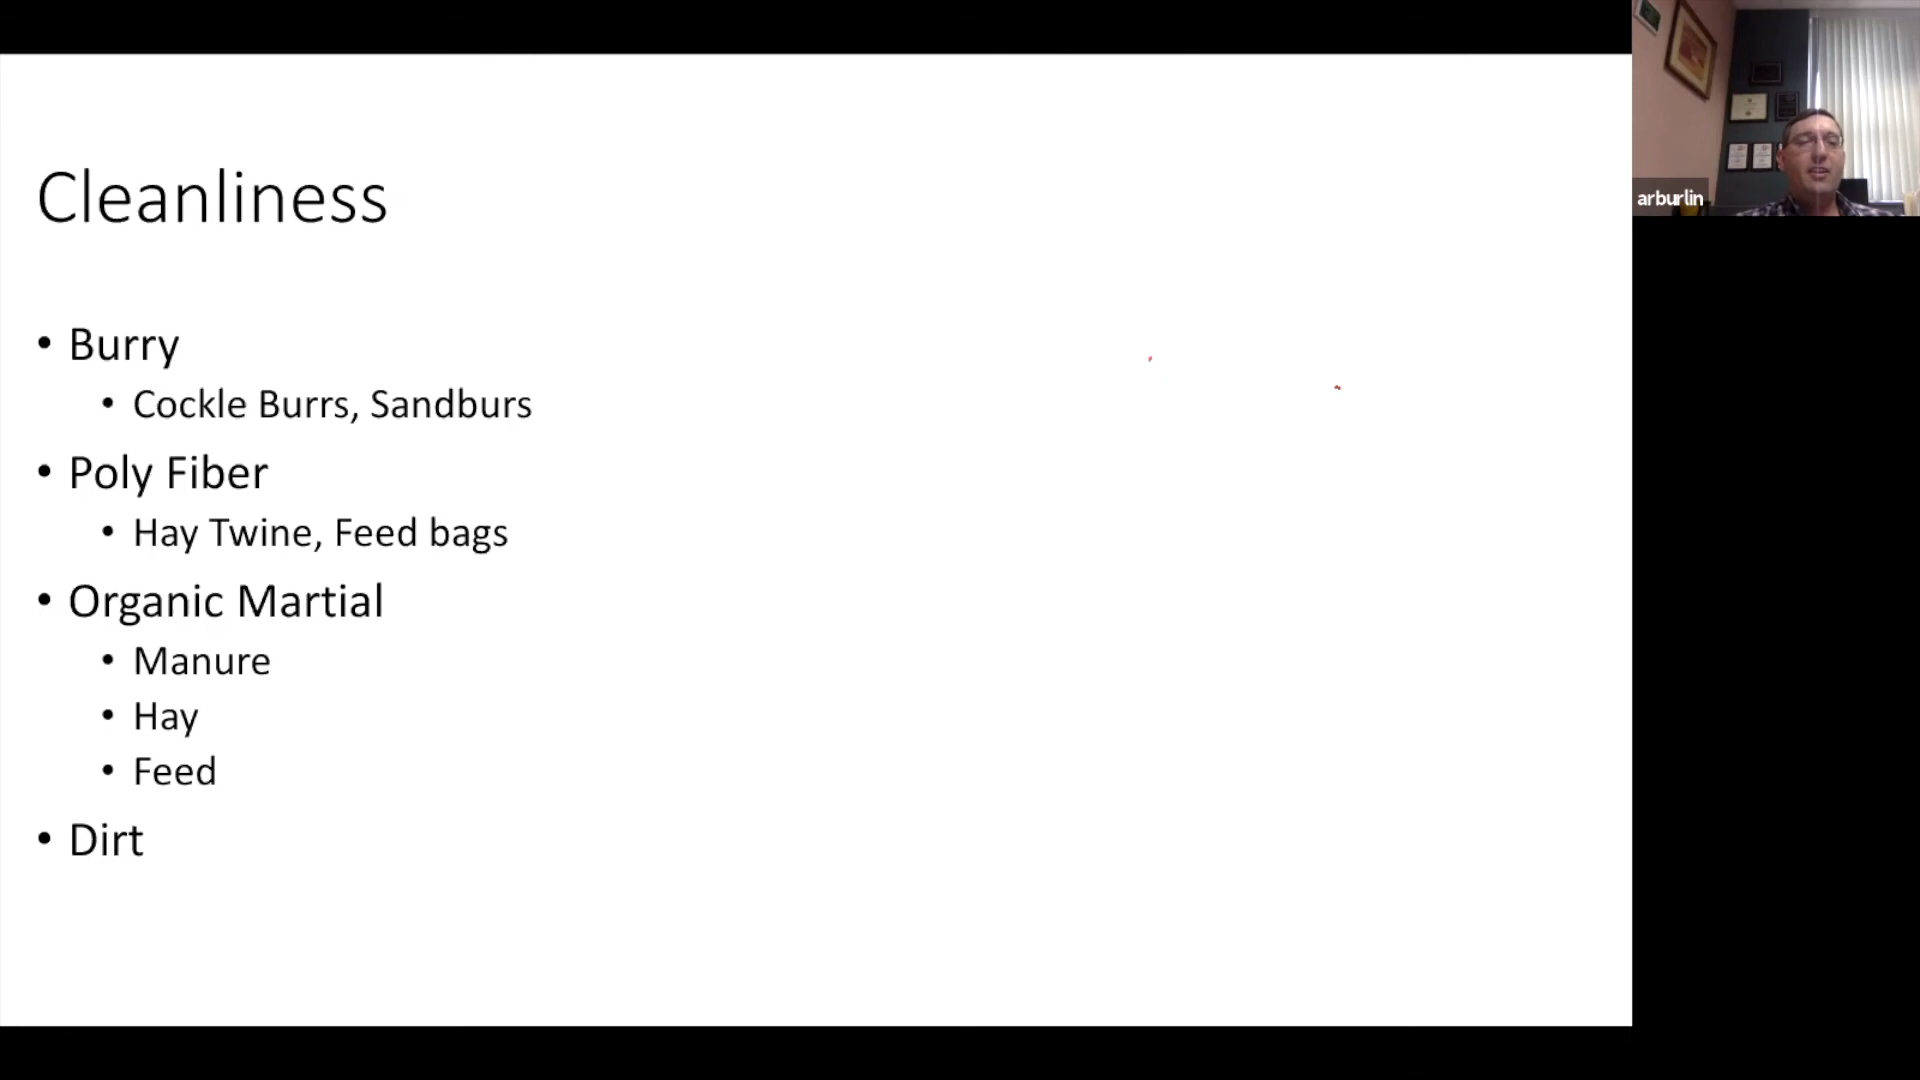 Cleanliness
• Burry
• Cockle Burrs, Sandburs
• Poly Fiber
• Hay Twine, Feed bags
• Organic Martial
• Manure
• Hay
• Feed
• Dirt
arburlin